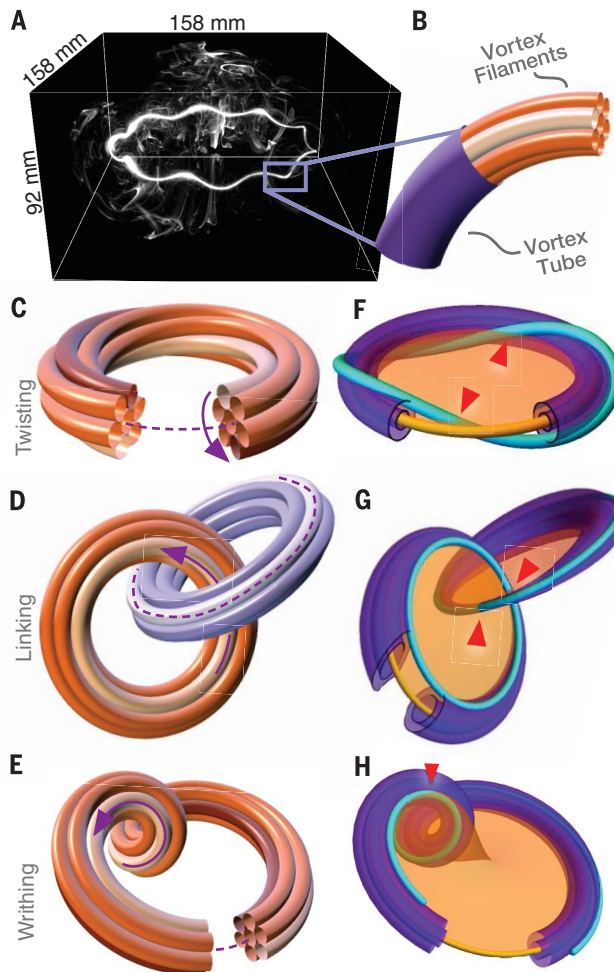 A
158 mm
158 mm
92 mm
B
Vortex
Filaments
Vortex
Tube
C
Twisting
F
D
Linking
G
E
Writhing
H